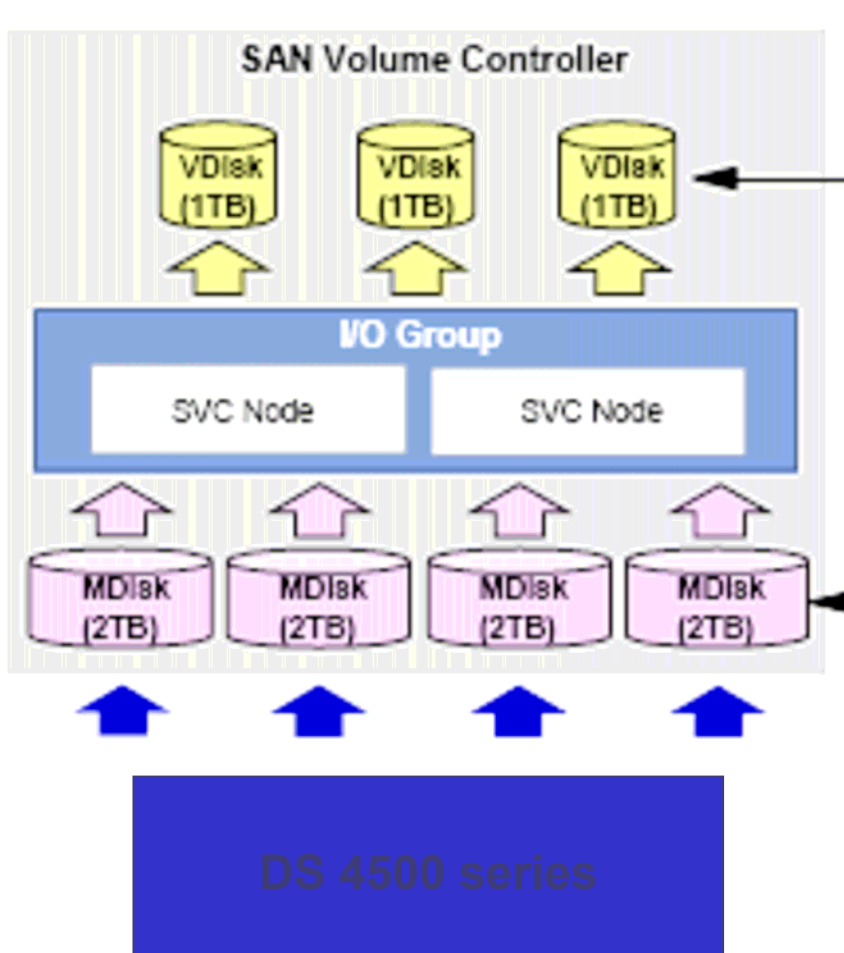 SAN Volume Controller
VDisk
(1TB)
VDisk
(1TB)
VDisk
(1TB)
I/O Group
SVC Node
SVC Node
MDisk
(2TB)
MDisk
(2TB)
MDisk
(2TB)
MDisk
(2TB)
DS 4500 series